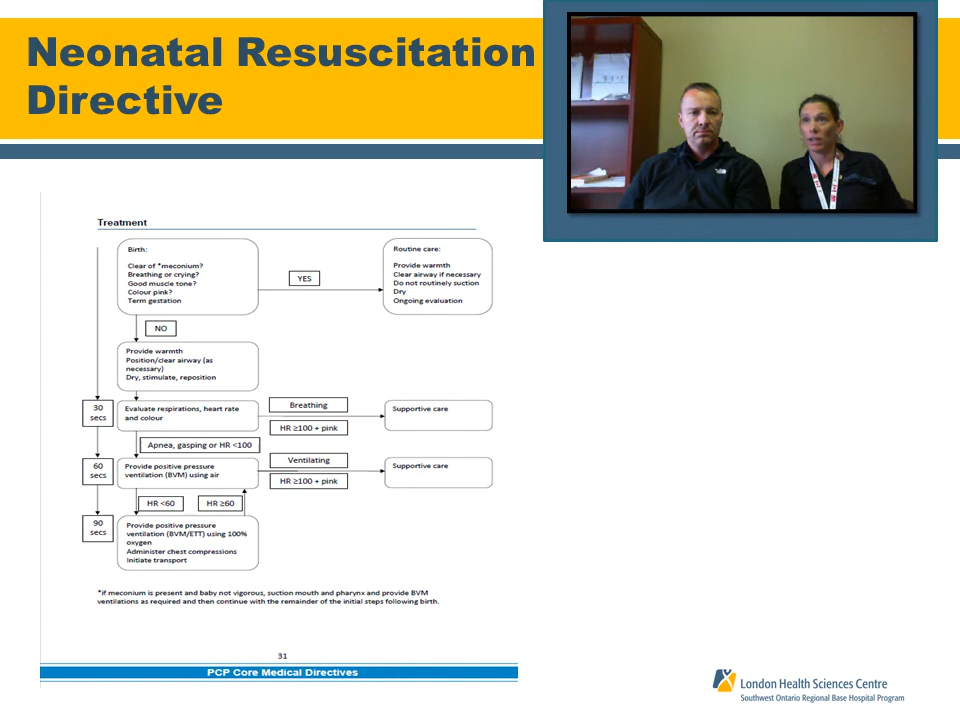 Neonatal Resuscitation
Directive
Treatment
Birth:
Clear of *meconium?
Breathing or crying?
Good muscle tone?
Colour pink?
Term gestation
YES
Routine care:
Provide warmth
Clear airway if necessary
Do not routinely suction
Dry
Ongoing evaluation
NO
Provide warmth
Position/clear airway (as
necessary)
Dry, stimulate, reposition
30
secs
Evaluate respirations, heart rate
and colour
Breathing
HR ≥100 + pink
Supportive care
Apnea, gasping or HR <100
60
secs
Provide positive pressure
ventilation (BVM) using air
Ventilating
HR ≥100 + pink
Supportive care
HR <60
HR ≥60
90
secs
Provide positive pressure
ventilation (BVM/ETT) using 100%
oxygen
Administer chest compressions
Initiate transport
*if meconium is present and baby not vigorous, suction mouth and pharynx and provide BVM
ventilations as required and then continue with the remainder of the initial steps following birth.
31
PCP Core Medical Directives
London Health Sciences Centre
Southwest Ontario Regional Base Hospital Program